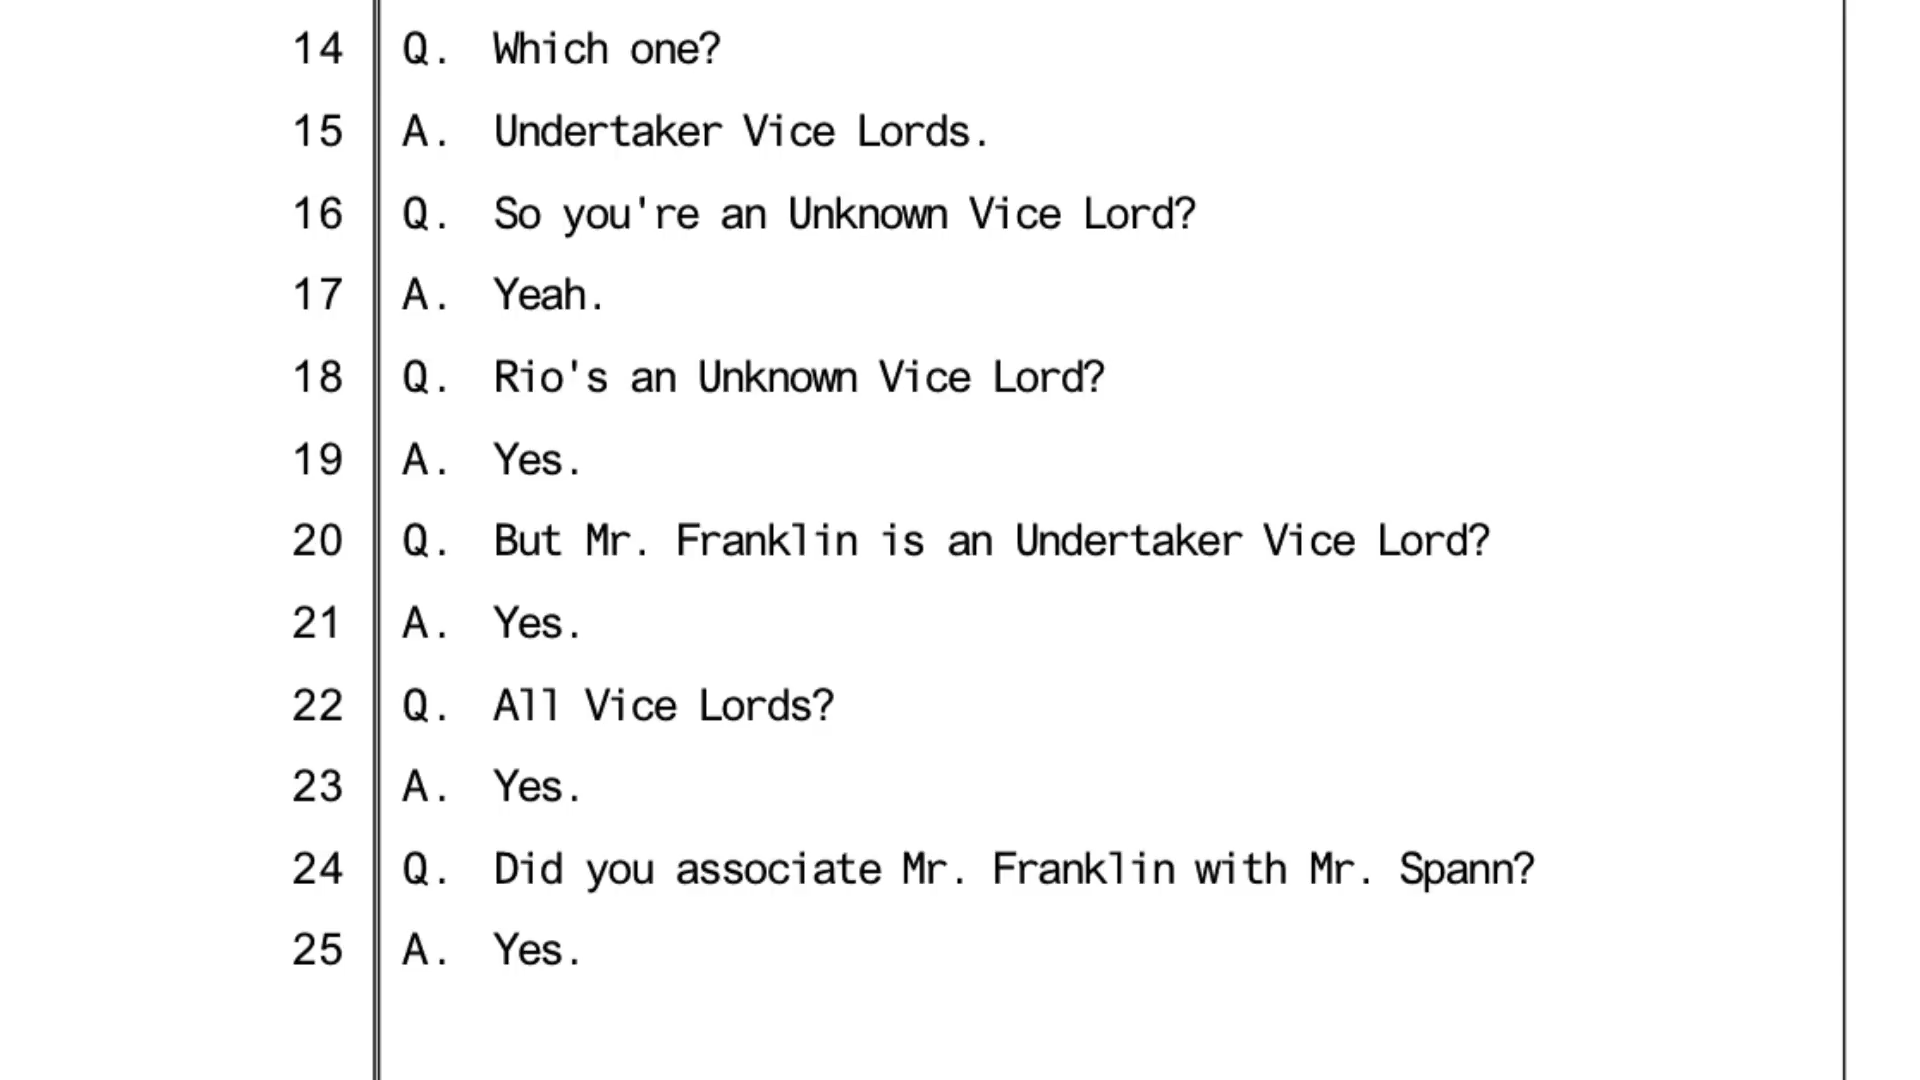 14 Q. Which one?
15 A. Undertaker Vice Lords.
16 Q. So you're an Unknown Vice Lord?
17 A. Yeah.
18 Q. Rio's an Unknown Vice Lord?
19 A. Yes.
20 Q. But Mr. Franklin is an Undertaker Vice Lord?
21 A. Yes.
22 Q. All Vice Lords?
23 A. Yes.
24 Q. Did you associate Mr. Franklin with Mr. Spann?
25 A. Yes.